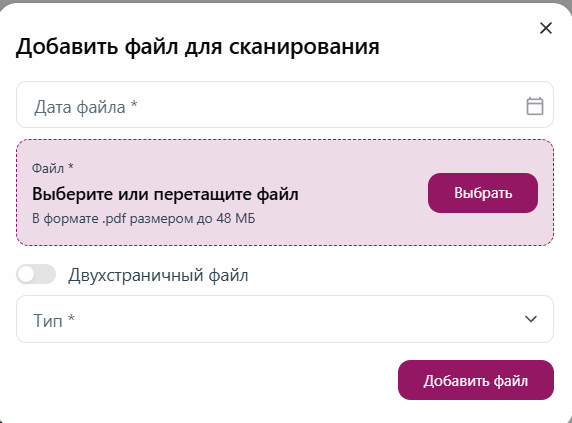 Добавить файл для сканирования
Дата файла *
Файл *
Выберите или перетащите файл
В формате .pdf размером до 48 МБ
Выбрать
Двухстраничный файл
Тип *
Добавить файл